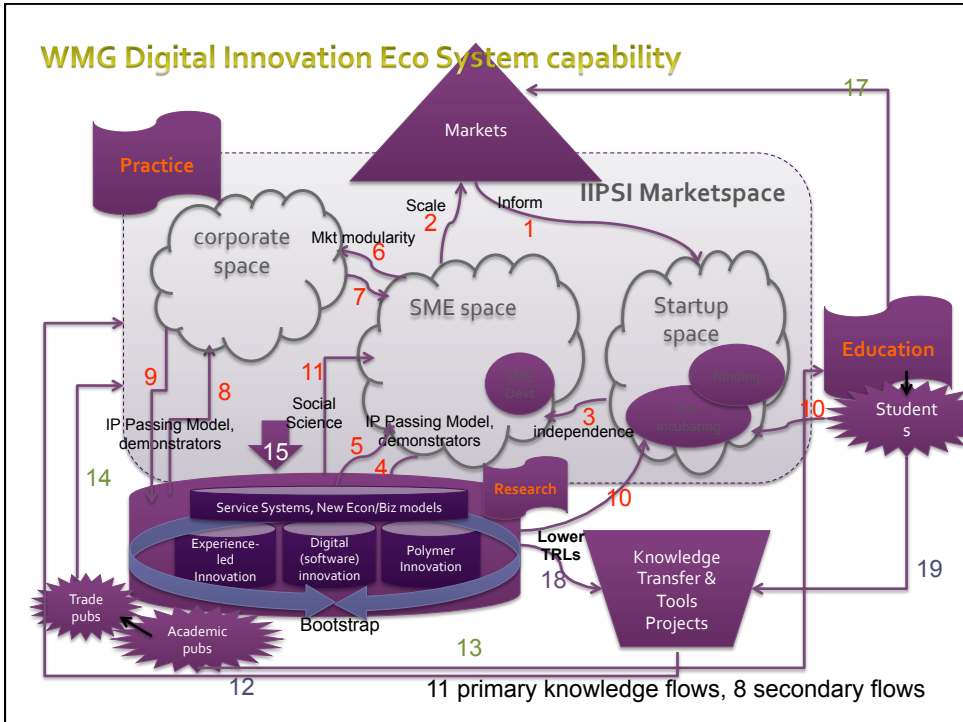 WMG Digital Innovation Eco System capability
17
Markets
Practice
IIPSI Marketspace
Scale
2
Inform
1
corporate
space
Mkt modularity
6
7
SME space
Startup
space
Education
funding
SME
Devt
9
8
11
3
independence
incubating
10
Student
s
Social
Science
IP Passing Model,
demonstrators
IP Passing Model,
demonstrators
5
4
15
14
Research
10
Service Systems, New Econ/Biz models
Experience-
led
Innovation
Digital
(software)
innovation
Polymer
Innovation
Lower
TRLs
18
Knowledge
Transfer &
Tools
Projects
19
Trade
pubs
Academic
pubs
Bootstrap
13
12
11 primary knowledge flows, 8 secondary flows